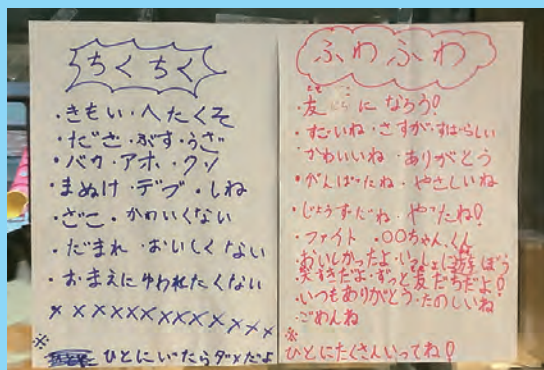 ちくちく
・きもい・へたくそ
・ださ・ぶす・うざ
・バカ・アホ・クソ
・まぬけ・デブ・しね
・ざこ・かわいくない
・だまれ・おいしくない
・おまえにゆわれたくない
××××××××××××
※
ひとにいったらダメだよ
ふわふわ
・友だちになろう!
・すごいね・さすが・すばらしい
・かわいいね・ありがとう
・がんばったね・やさしいね
・じょうずだね・やったね!
・ファイト・〇〇ちゃん、くん
・おいしかったよ・いっしょに遊ぼう
・大すきだよ・ずっと友だちだよ!
・いつもありがとう・たのしいね
・ごめんね
※
ひとにたくさんいってね!